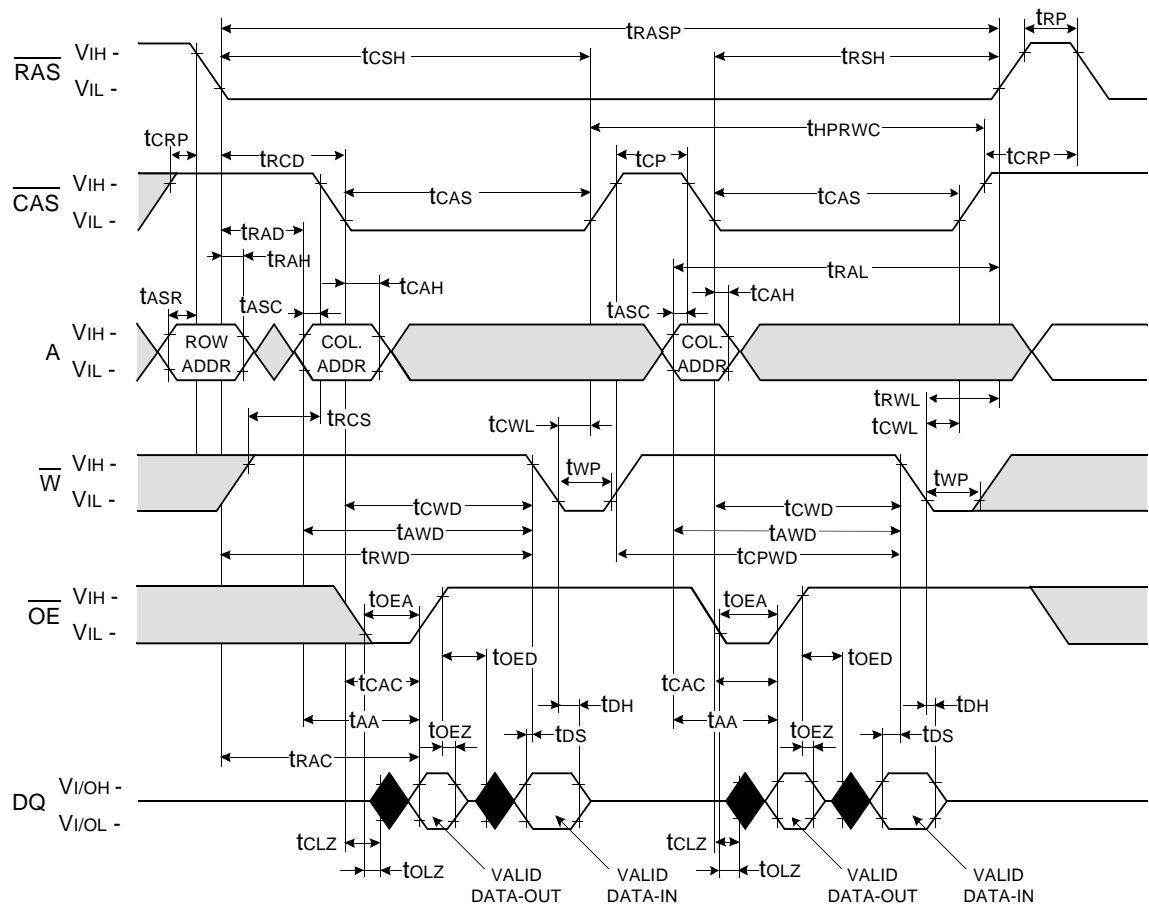 tRASP
tRP
tCSH
tRSH
RAS
VIH -
VIL -
tHPRWC
tCRP
tRCD
tCP
tCRP
CAS
VIH -
VIL -
tCAS
tCAS
tRAD
tRAH
tRAL
tASR
tASC
tCAH
tASC
tCAH
A
VIH -
VIL -
ROW
ADDR
COL.
ADDR
COL.
ADDR
tRCS
tCWL
tRWL
tCWL
W
VIH -
VIL -
tWP
tWP
tCWD
tCWD
tAWD
tAWD
tRWD
tCPWD
OE
VIH -
VIL -
tOEA
tOEA
tOED
tOED
tCAC
tCAC
tDH
tDH
tAA
tAA
tOEZ
tDS
tOEZ
tDS
tRAC
DQ
VI/OH -
VI/OL -
tCLZ
tCLZ
tOLZ
tOLZ
VALID
DATA-OUT
VALID
DATA-IN
VALID
DATA-OUT
VALID
DATA-IN